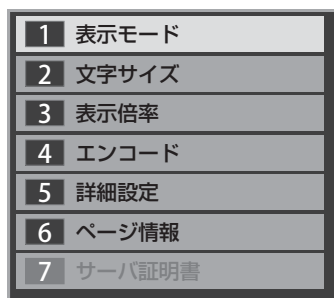 1 表示モード
2 文字サイズ
3 表示倍率
4 エンコード
5 詳細設定
6 ページ情報
7 サーバ証明書